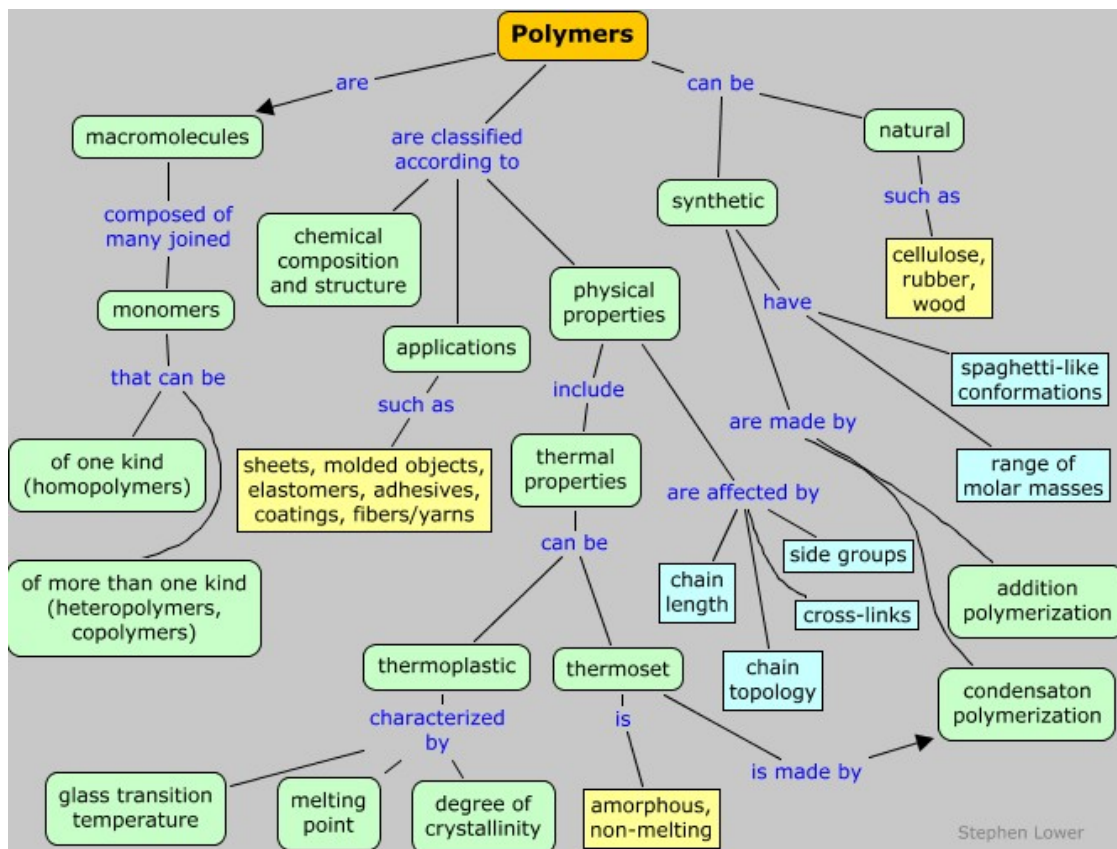 Polymers
are
can be
macromolecules
are classified
according to
natural
composed of
many joined
chemical
composition
and structure
synthetic
such as
cellulose,
rubber,
wood
monomers
physical
properties
have
that can be
applications
spaghetti-like
conformations
such as
include
are made by
of one kind
(homopolymers)
sheets, molded objects,
elastomers, adhesives,
coatings, fibers/yarns
thermal
properties
are affected by
range of
molar masses
can be
side groups
of more than one kind
(heteropolymers,
copolymers)
chain
length
cross-links
addition
polymerization
thermoplastic
thermoset
chain
topology
condensaton
polymerization
characterized
by
is
is made by
glass transition
temperature
melting
point
degree of
crystallinity
amorphous,
non-melting
Stephen Lower